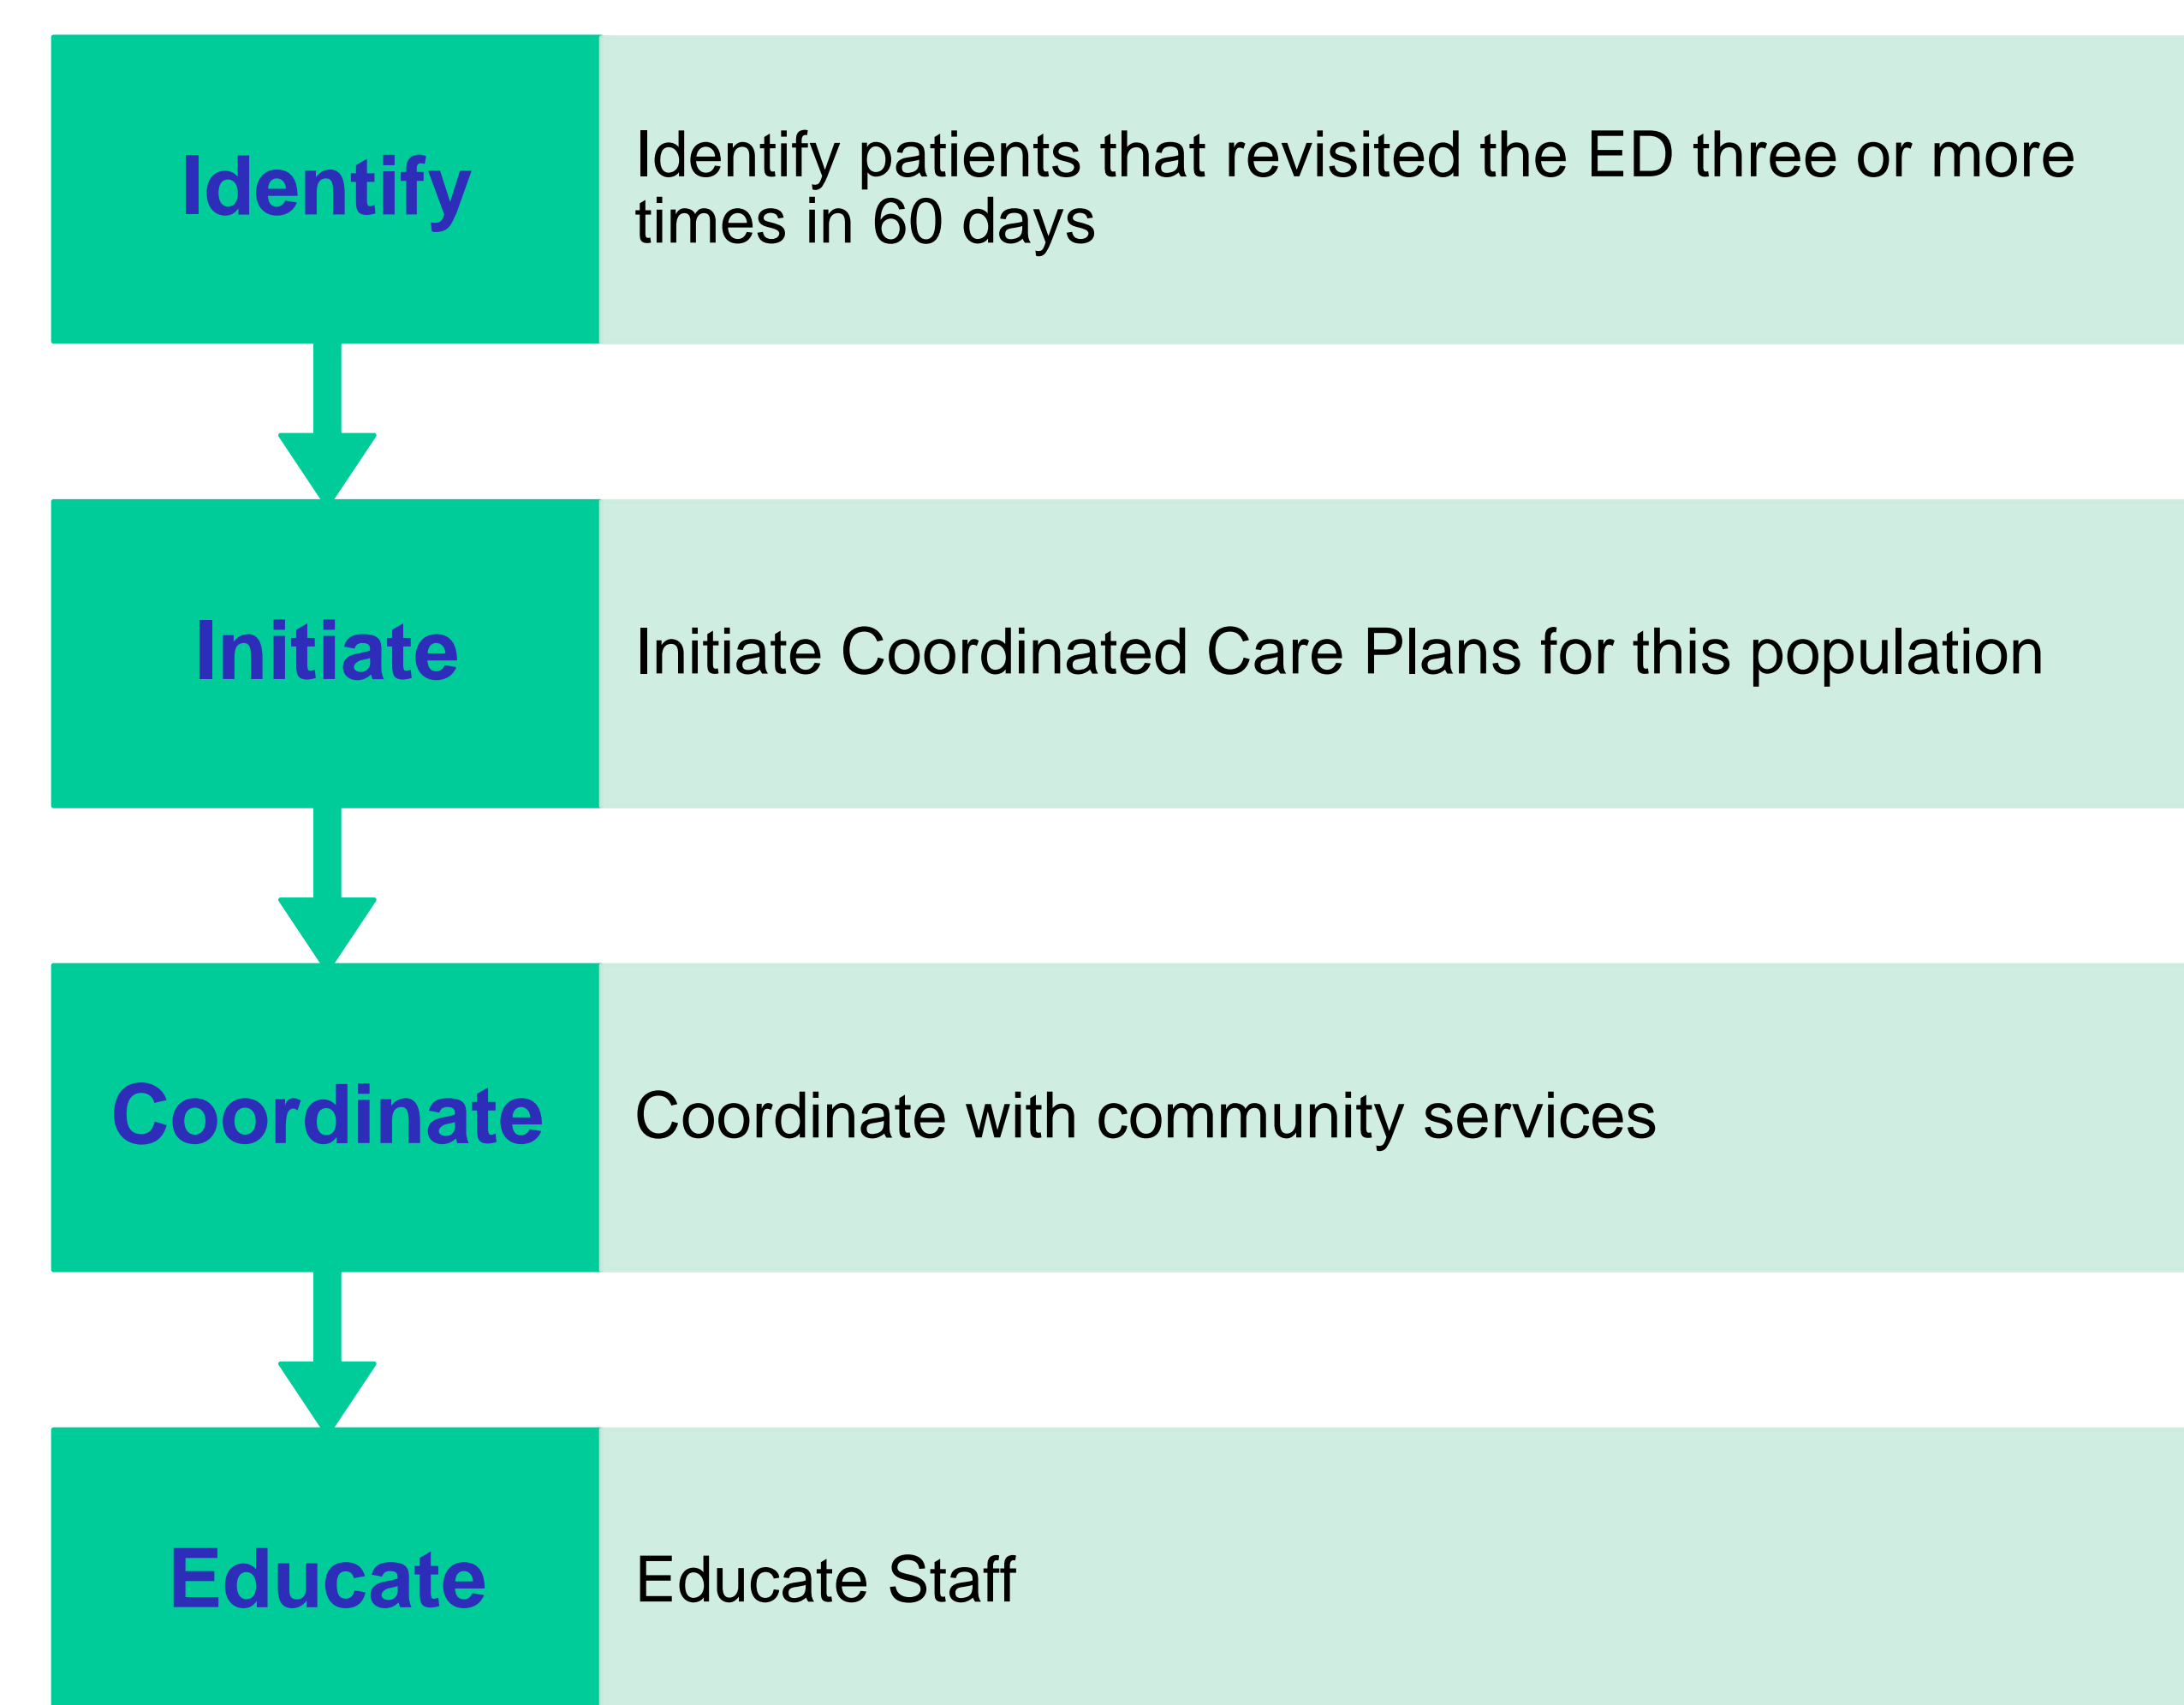 Identify
Identify patients that revisited the ED three or more
times in 60 days
Initiate
Initiate Coordinated Care Plans for this population
Coordinate
Coordinate with community services
Educate
Educate Staff